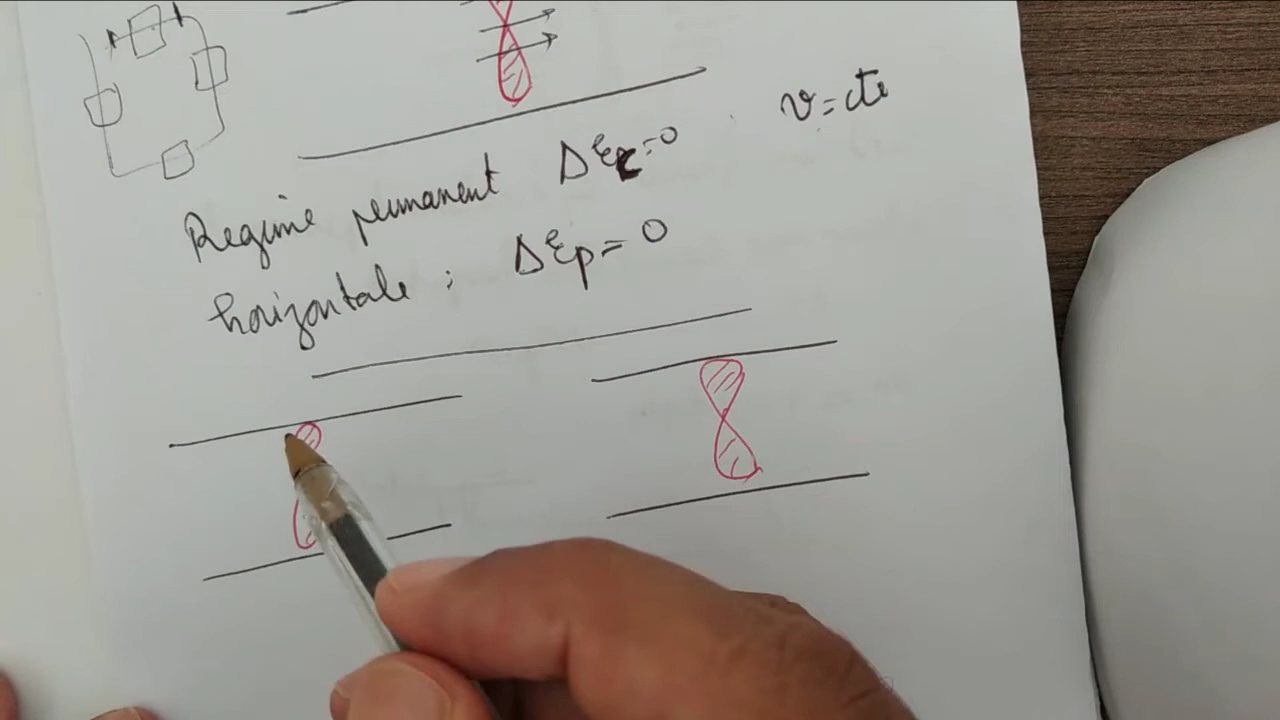 v = cte
Regime permanent ΔEc = 0
horizontale : ΔEp = 0